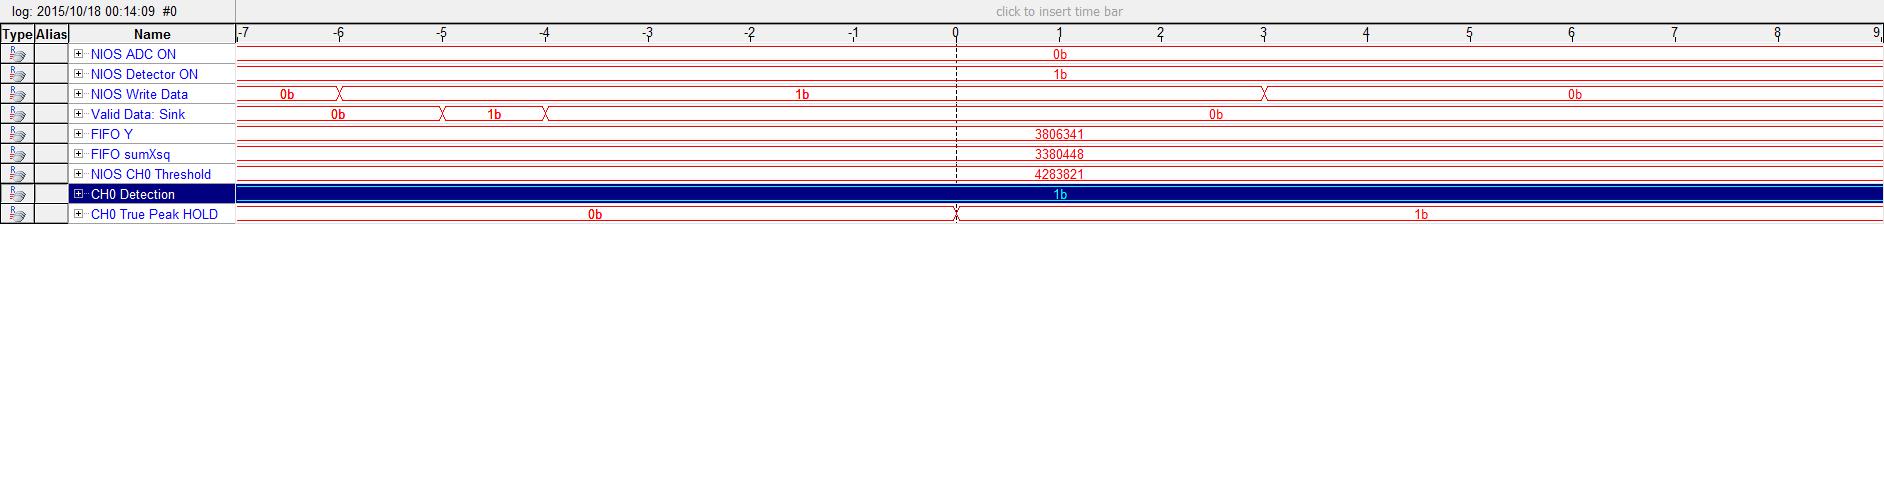 log: 2015/10/18 00:14:09 #0 click to insert time bar
Type Alias Name -7 -6 -5 -4 -3 -2 -1 0 1 2 3 4 5 6 7 8 9
R NIOS ADC ON 0b
R NIOS Detector ON 1b
R NIOS Write Data 0b 1b 0b
R Valid Data: Sink 0b 1b 0b
R FIFO Y 3806341
R FIFO sumXsq 3380448
R NIOS CH0 Threshold 4283821
R CH0 Detection 1b
R CH0 True Peak HOLD 0b 1b